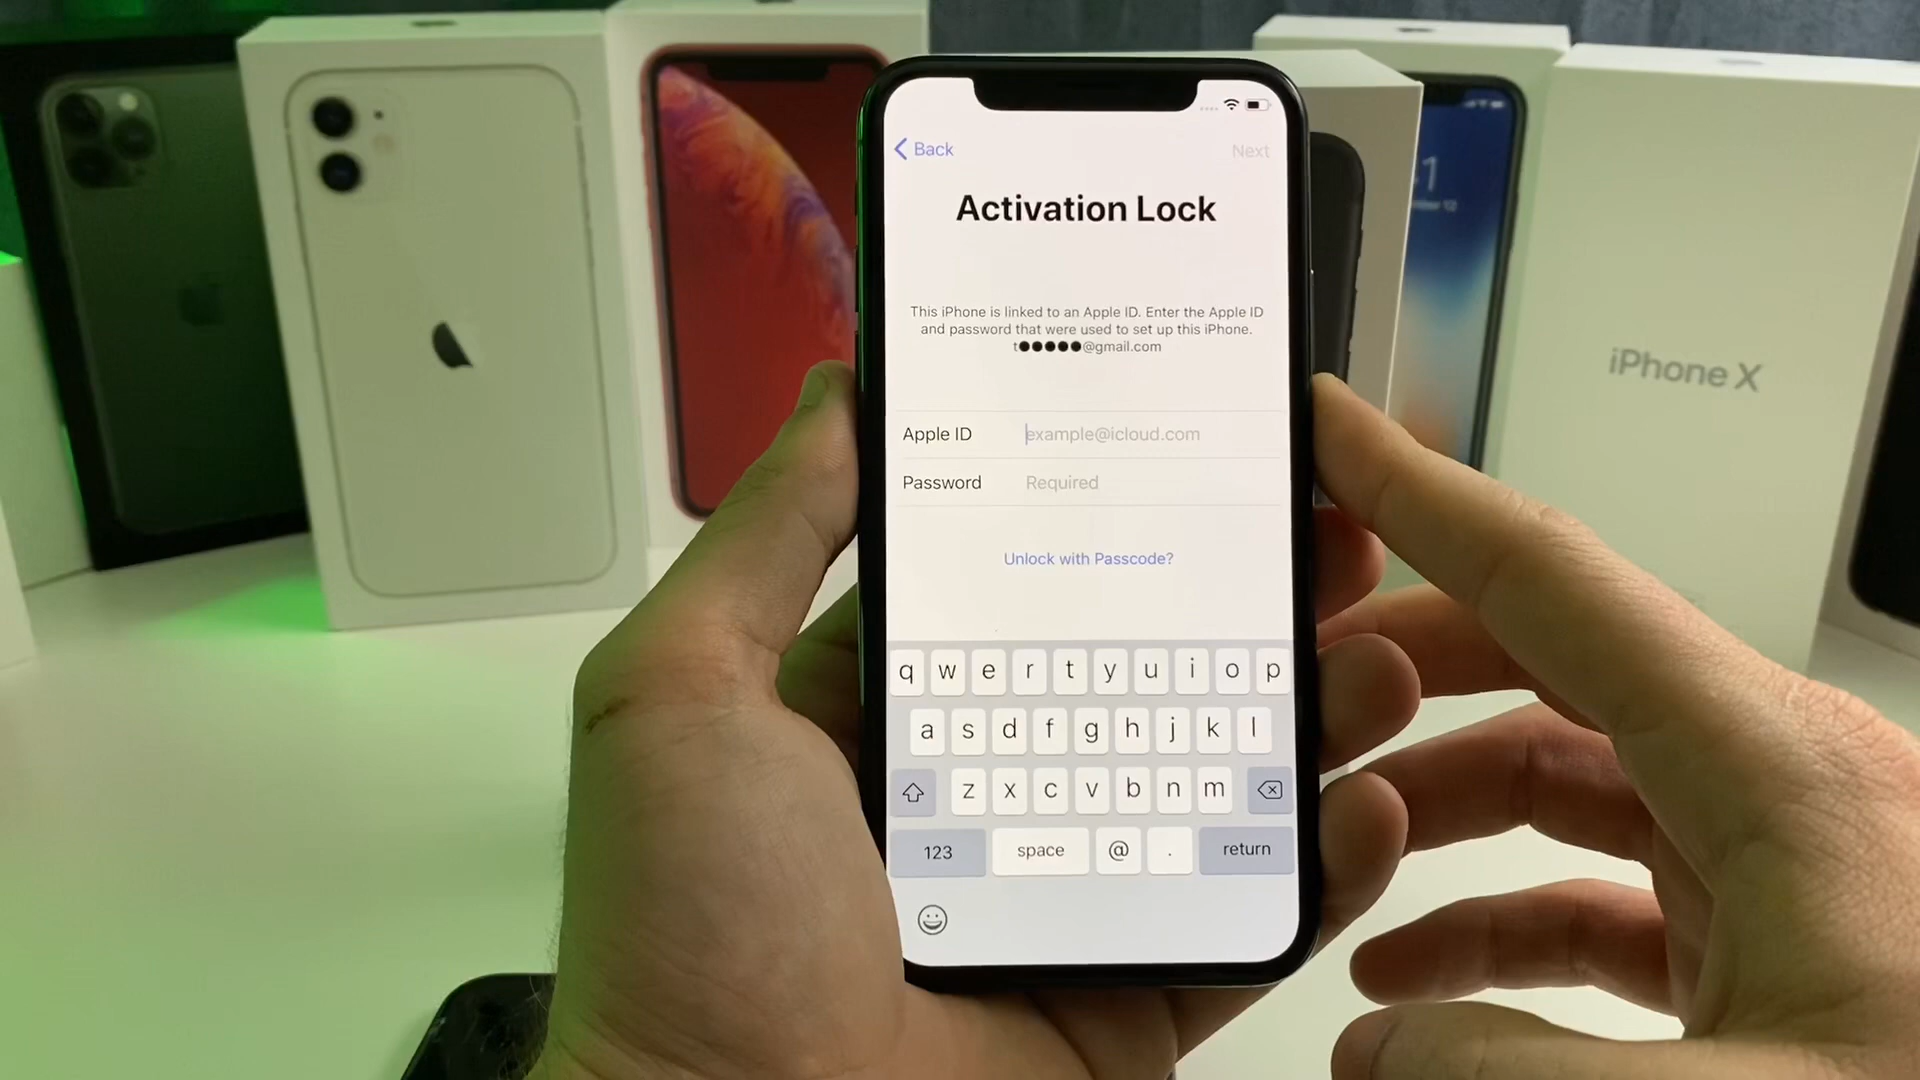 Back
Next
Activation Lock
This iPhone is linked to an Apple ID. Enter the Apple ID
and password that were used to set up this iPhone.
t●●●●●@gmail.com
Apple ID example@icloud.com
Password Required
Unlock with Passcode?
q w e r t y u i o p
a s d f g h j k l
z x c v b n m
123 space @ . return
iPhone X